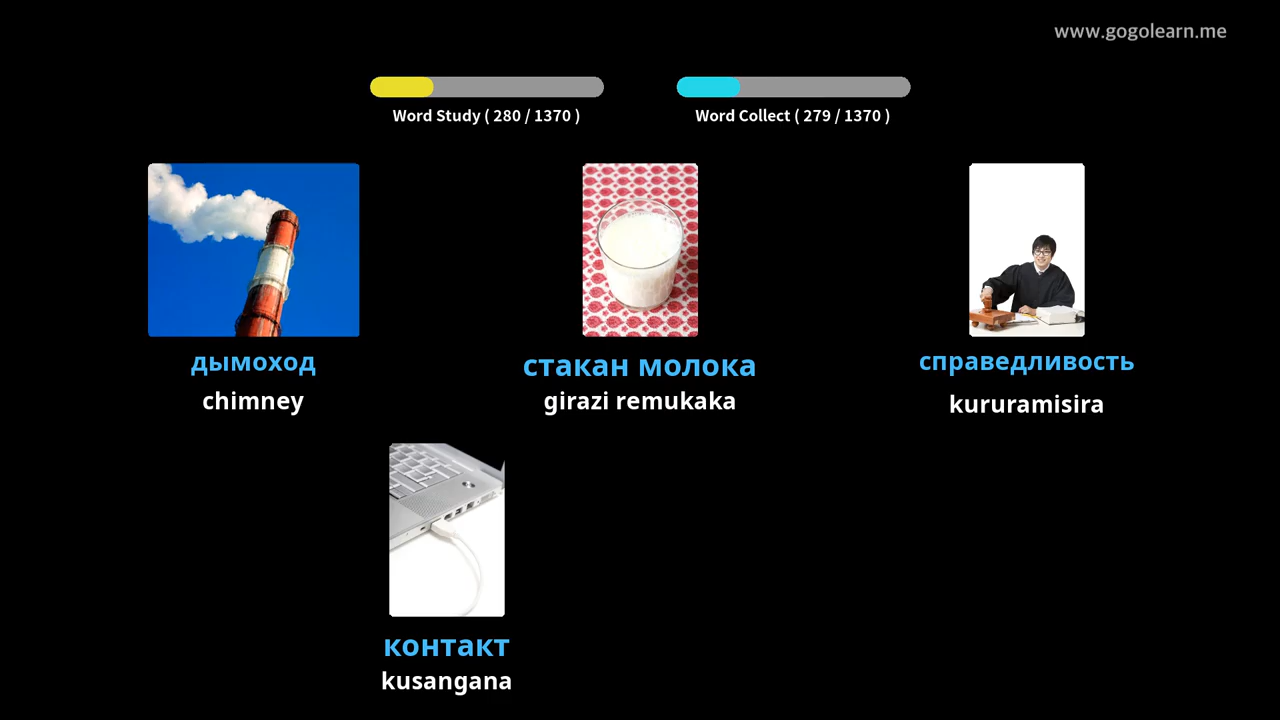 www.gogolearn.me
Word Study ( 280 / 1370 )
Word Collect ( 279 / 1370 )
дымоход
стакан молока
справедливость
chimney
girazi remukaka
kururamisira
контакт
kusangana